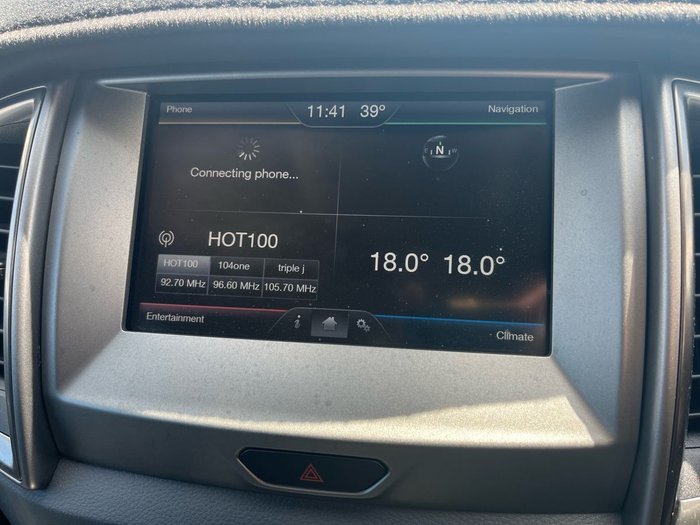 Phone 11:41 39° Navigation
Connecting phone...
E N W
HOT100
HOT100 104one triple j
92.70 MHz 96.60 MHz 105.70 MHz
18.0° 18.0°
Entertainment
i
Climate